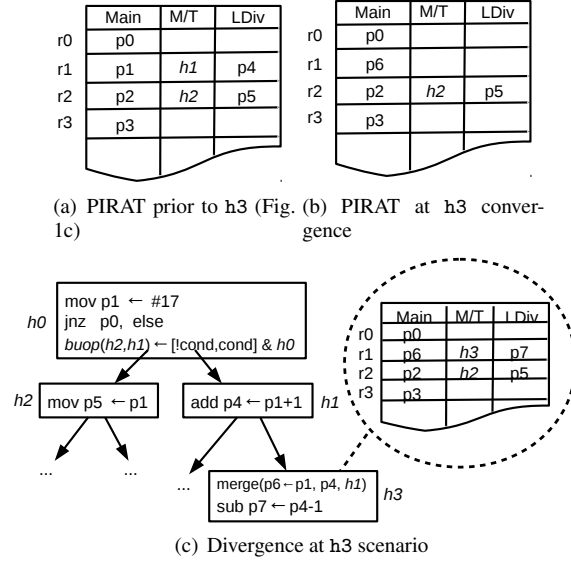 Main M/T LDiv
r0 p0
r1 p1 h1 p4
r2 p2 h2 p5
r3 p3
Main M/T LDiv
r0 p0
r1 p6
r2 p2 h2 p5
r3 p3
(a) PIRAT prior to h3 (Fig. 1c)
(b) PIRAT at h3 convergence
h0
mov p1 ← #17
jnz p0, else
buop(h2,h1) ← [!cond,cond] & h0
h2
mov p5 ← p1
add p4 ← p1+1
h1
...
...
...
merge(p6←p1, p4, h1)
sub p7 ← p4-1
h3
Main M/T LDiv
r0 p0
r1 p6 h3 p7
r2 p2 h2 p5
r3 p3
(c) Divergence at h3 scenario